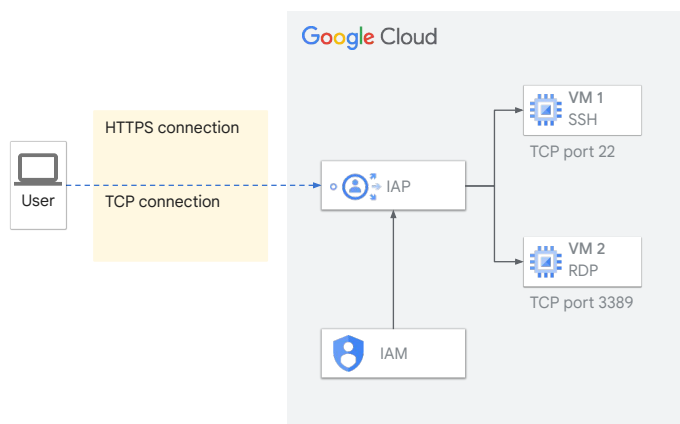 Google Cloud
HTTPS connection
TCP connection
User
IAP
IAM
VM 1
SSH
TCP port 22
VM 2
RDP
TCP port 3389